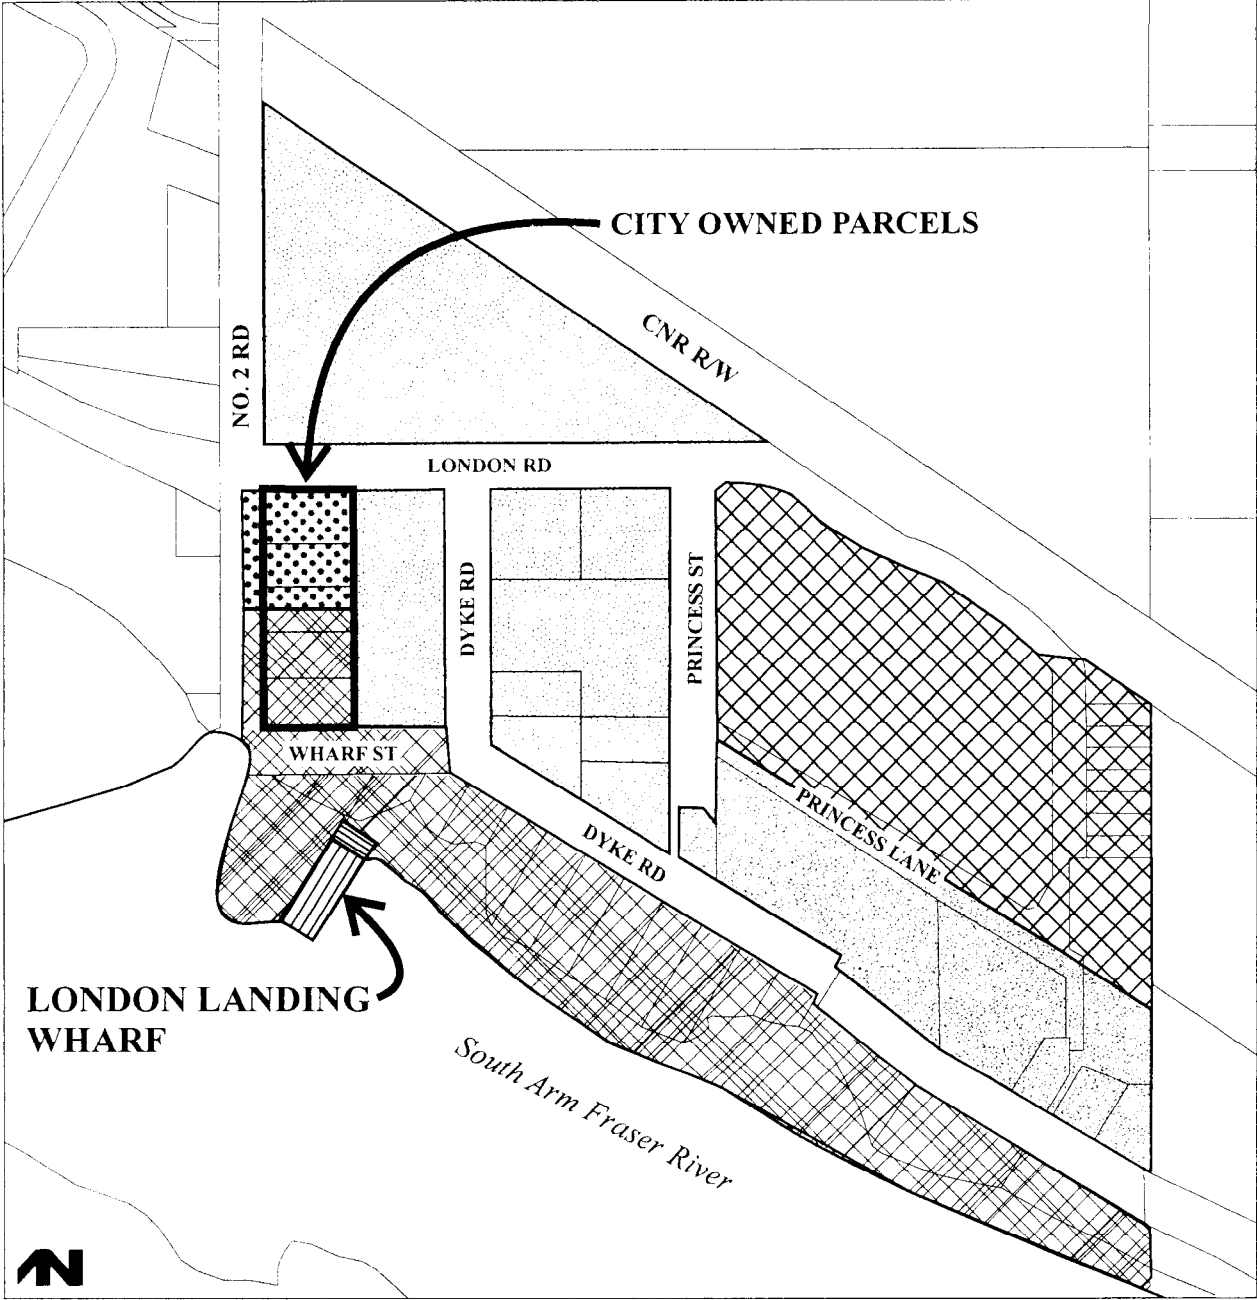 CITY OWNED PARCELS
CNR R/W
NO. 2 RD
LONDON RD
DYKE RD
PRINCESS ST
WHARF ST
PRINCESS LANE
DYKE RD
LONDON LANDING
WHARF
South Arm Fraser River
N